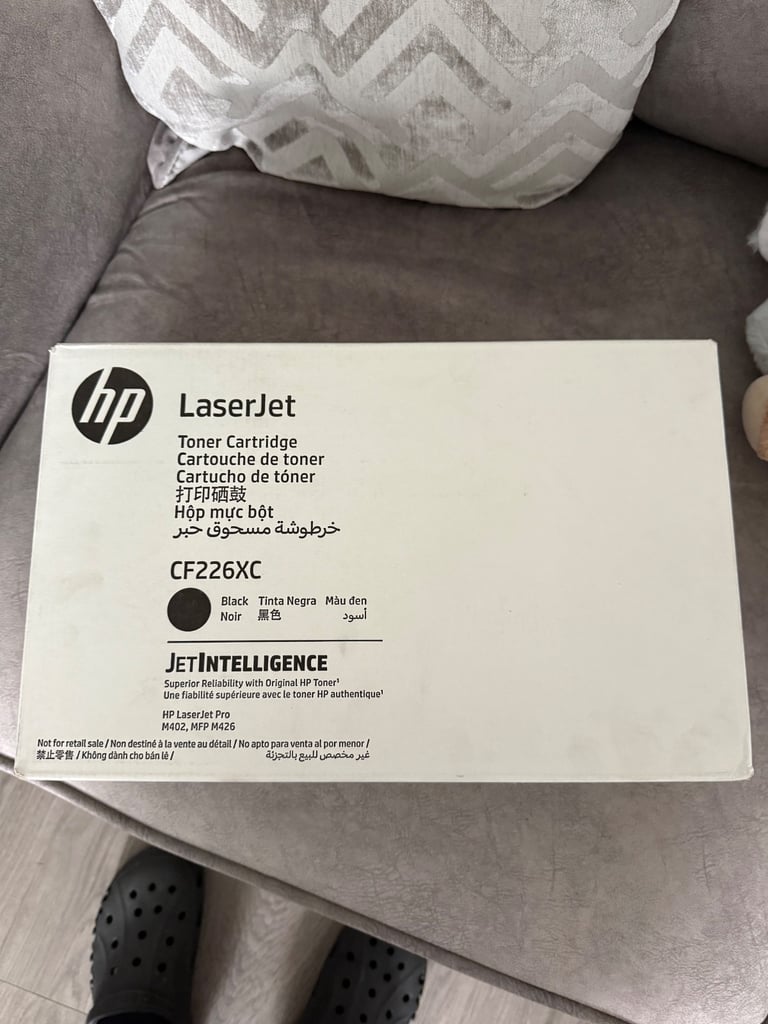 hp
LaserJet
Toner Cartridge
Cartouche de toner
Cartucho de tóner
打印硒鼓
Hộp mực bột
خرطوشة مسحوق حبر
CF226XC
Black Tinta Negra Màu đen
Noir 黑色 أسود
JETINTELLIGENCE
Superior Reliability with Original HP Toner¹
Une fiabilité supérieure avec le toner HP authentique¹
HP LaserJet Pro
M402, MFP M426
Not for retail sale / Non destiné à la vente au détail / No apto para venta al por menor /
禁止零售 / Không dành cho bán lẻ / غير مخصص للبيع بالتجزئة